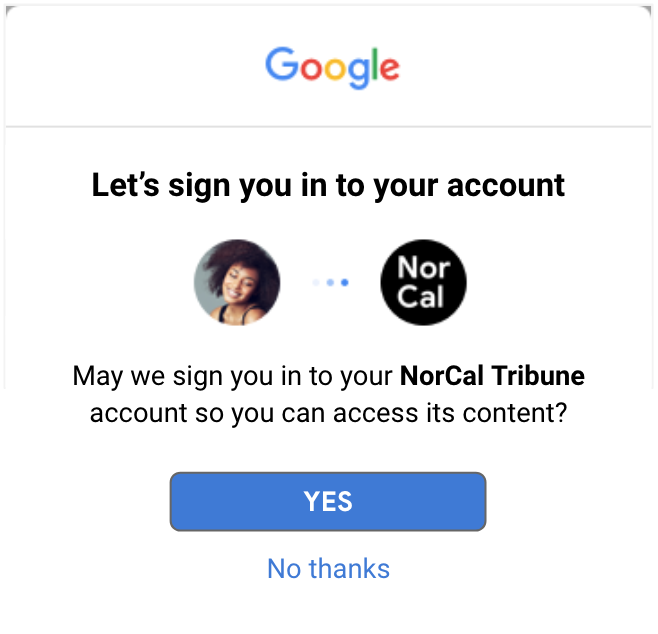 Google
Let’s sign you in to your account
Nor
Cal
May we sign you in to your NorCal Tribune
account so you can access its content?
YES
No thanks